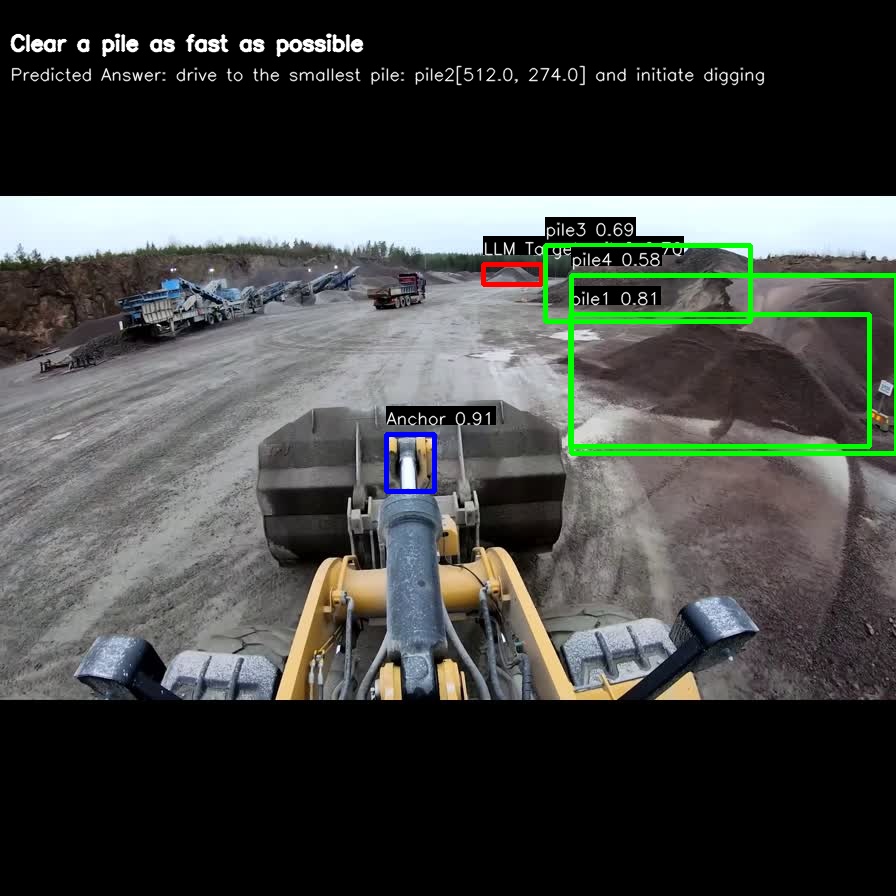 Clear a pile as fast as possible
Predicted Answer: drive to the smallest pile: pile2[512.0, 274.0] and initiate digging
pile3 0.69
LLM Targe
pile4 0.58
pile1 0.81
Anchor 0.91